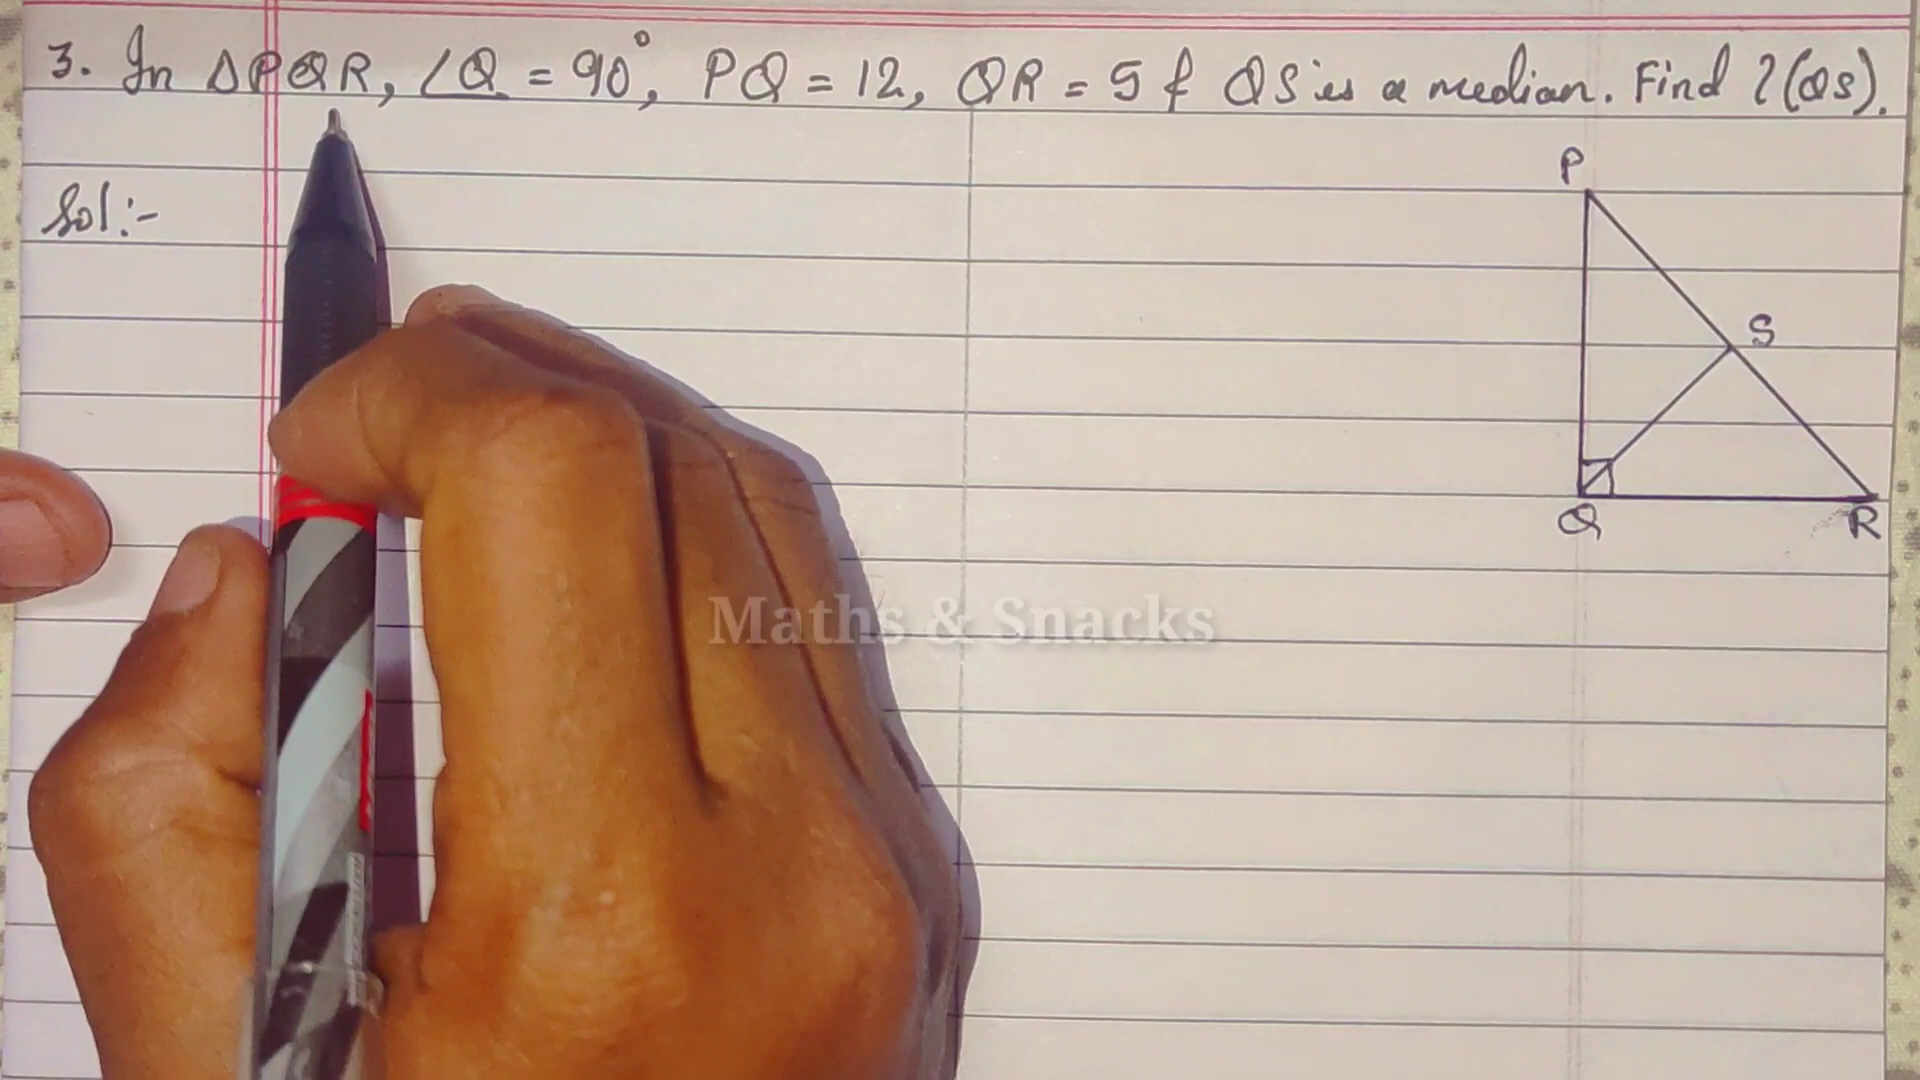 3. In ΔPQR, ∠Q = 90°, PQ = 12, QR = 5 & QS is a median. Find l(QS).
Sol:-
P
S
Q R
Maths & Snacks